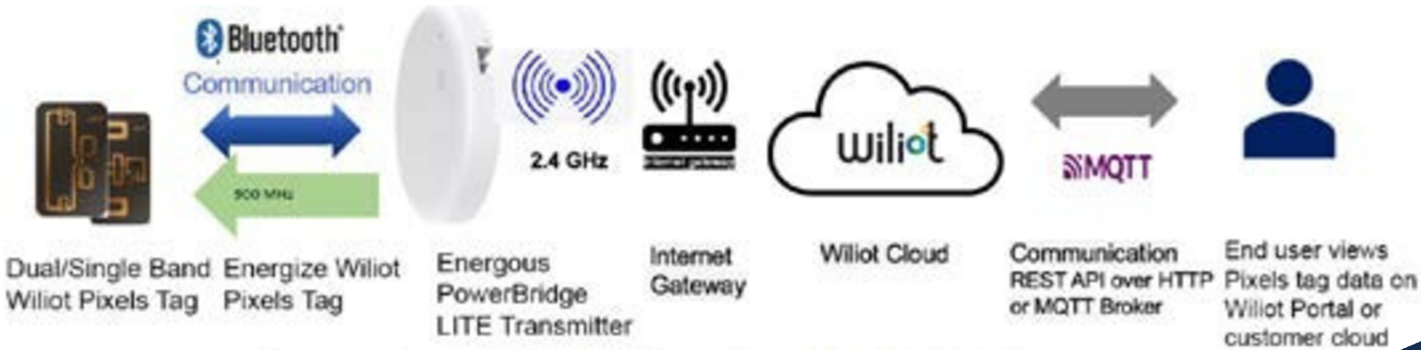 Bluetooth
Communication
900 MHz
2.4 GHz
Internet gateway
wiliot
MQTT
Dual/Single Band
Wiliot Pixels Tag
Energize Wiliot
Pixels Tag
Energous
PowerBridge
LITE Transmitter
Internet
Gateway
Wiliot Cloud
Communication
REST API over HTTP
or MQTT Broker
End user views
Pixels tag data on
Wiliot Portal or
customer cloud